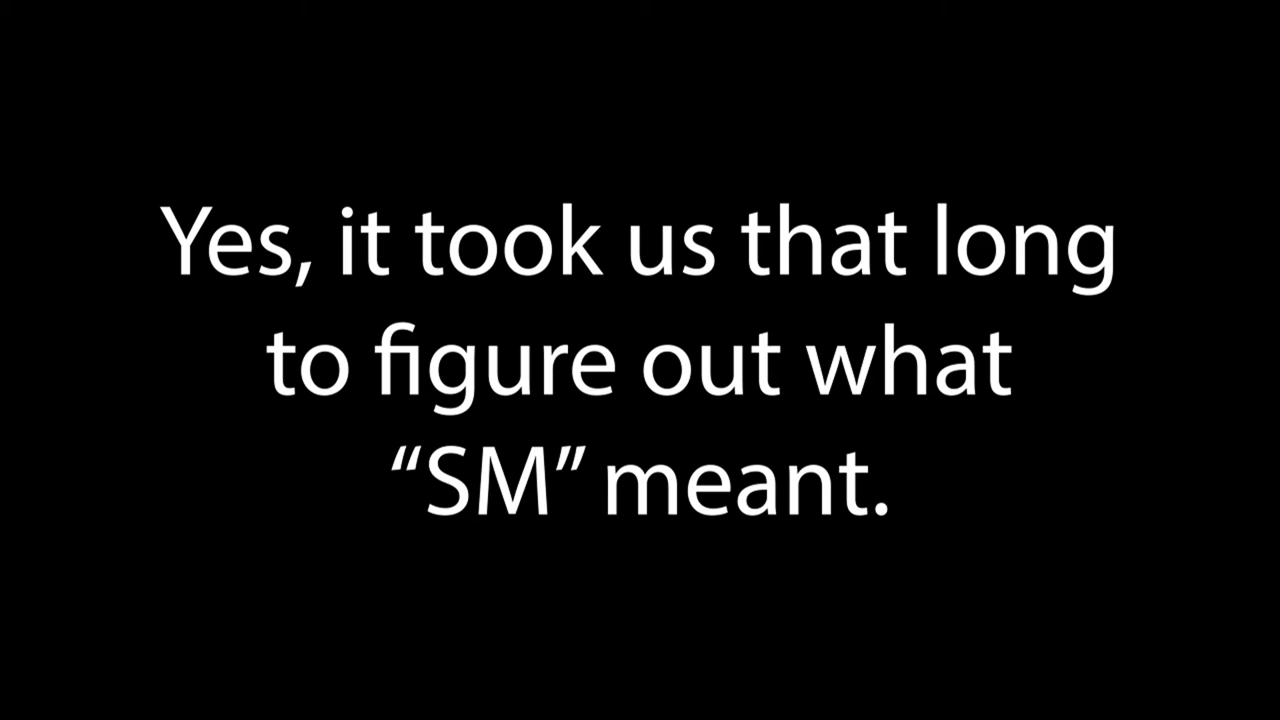 Yes, it took us that long
to figure out what
“SM” meant.